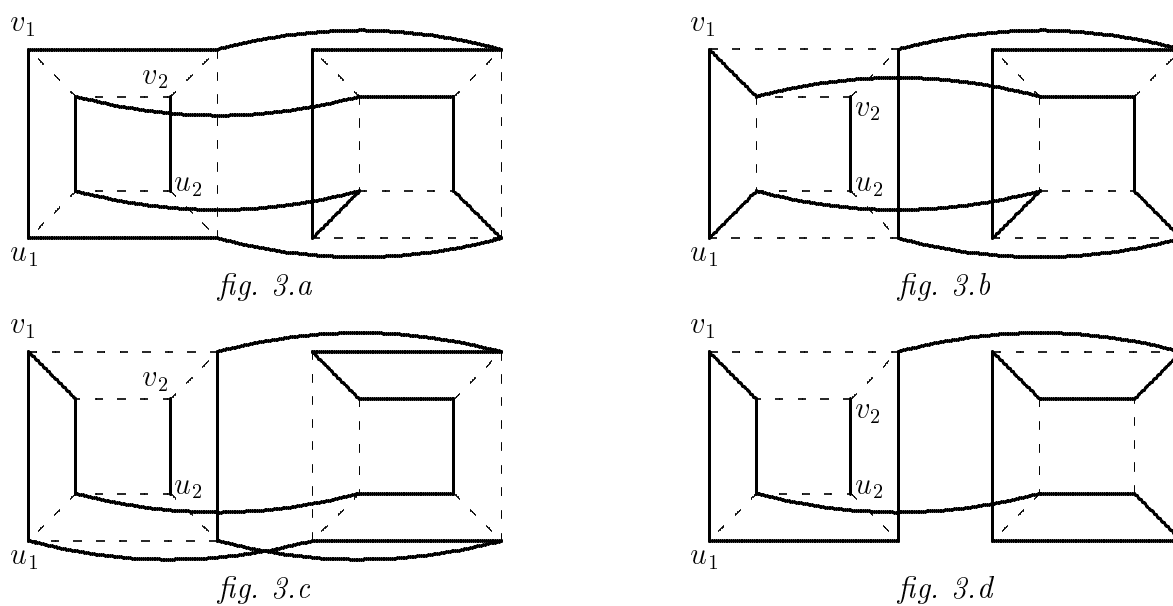 v₁ v₁
v₂ v₂
u₂ u₂
u₁ u₁
fig. 3.a fig. 3.b
v₁ v₁
v₂ v₂
u₂ u₂
u₁ u₁
fig. 3.c fig. 3.d